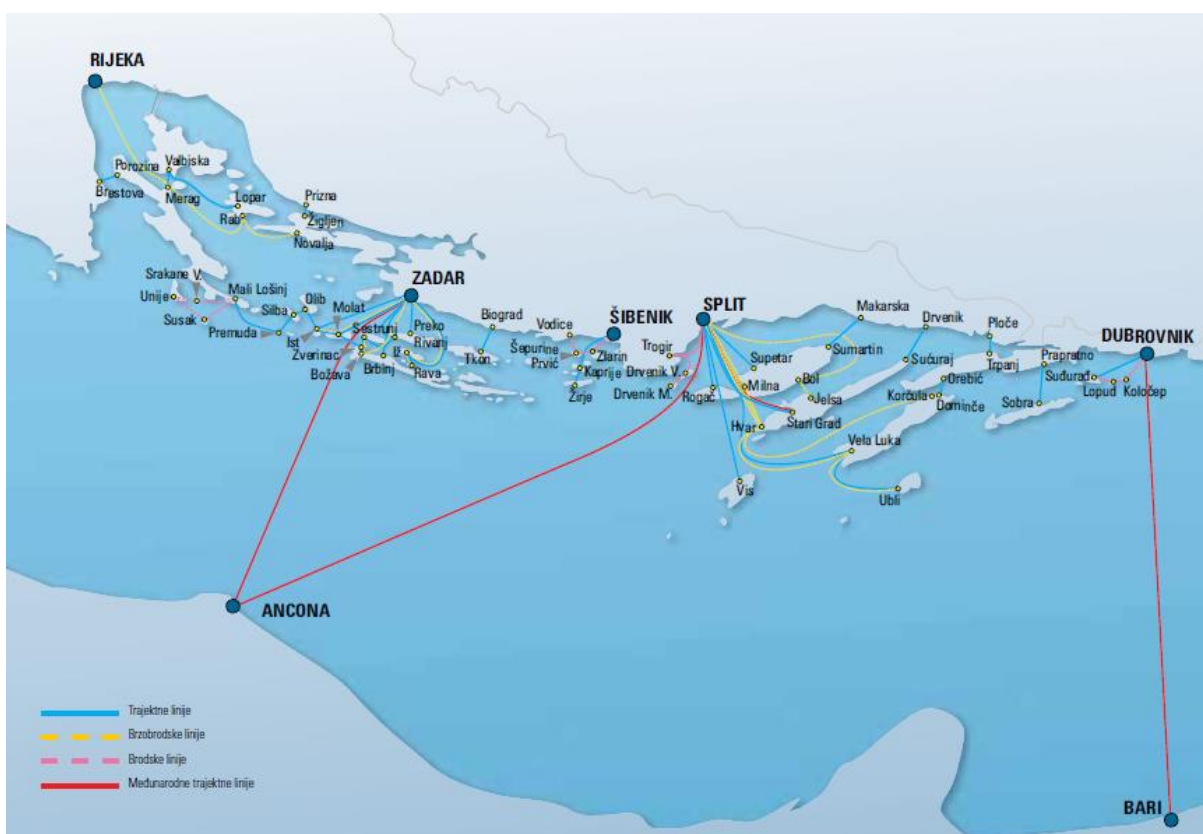 RIJEKA
Porozina
Valbiska
Brestova
Merag
Lopar
Prizna
Rab
Žigljen
Novalja
Srakane V.
Mali Lošinj
Unije
Susak
Silba
Olib
Molat
ZADAR
Premuda
Ist
Sestrunj
Preko
Rivanj
Zverinac
Iž
Božava
Brbinj
Rava
Biograd
Tkon
Vodice
ŠIBENIK
Šepurine
Prvić
Zlarin
Kaprije
Žirje
SPLIT
Trogir
Drvenik V.
Drvenik M.
Rogač
Supetar
Milna
Makarska
Sumartin
Bol
Jelsa
Hvar
Stari Grad
Drvenik
Sućuraj
Ploče
Trpanj
Orebić
Korčula
Dominče
Vela Luka
Vis
Ubli
DUBROVNIK
Prapratno
Suđurađ
Sobra
Lopud
Koločep
ANCONA
BARI
Trajektne linije
Brzobrodske linije
Brodske linije
Međunarodne trajektne linije